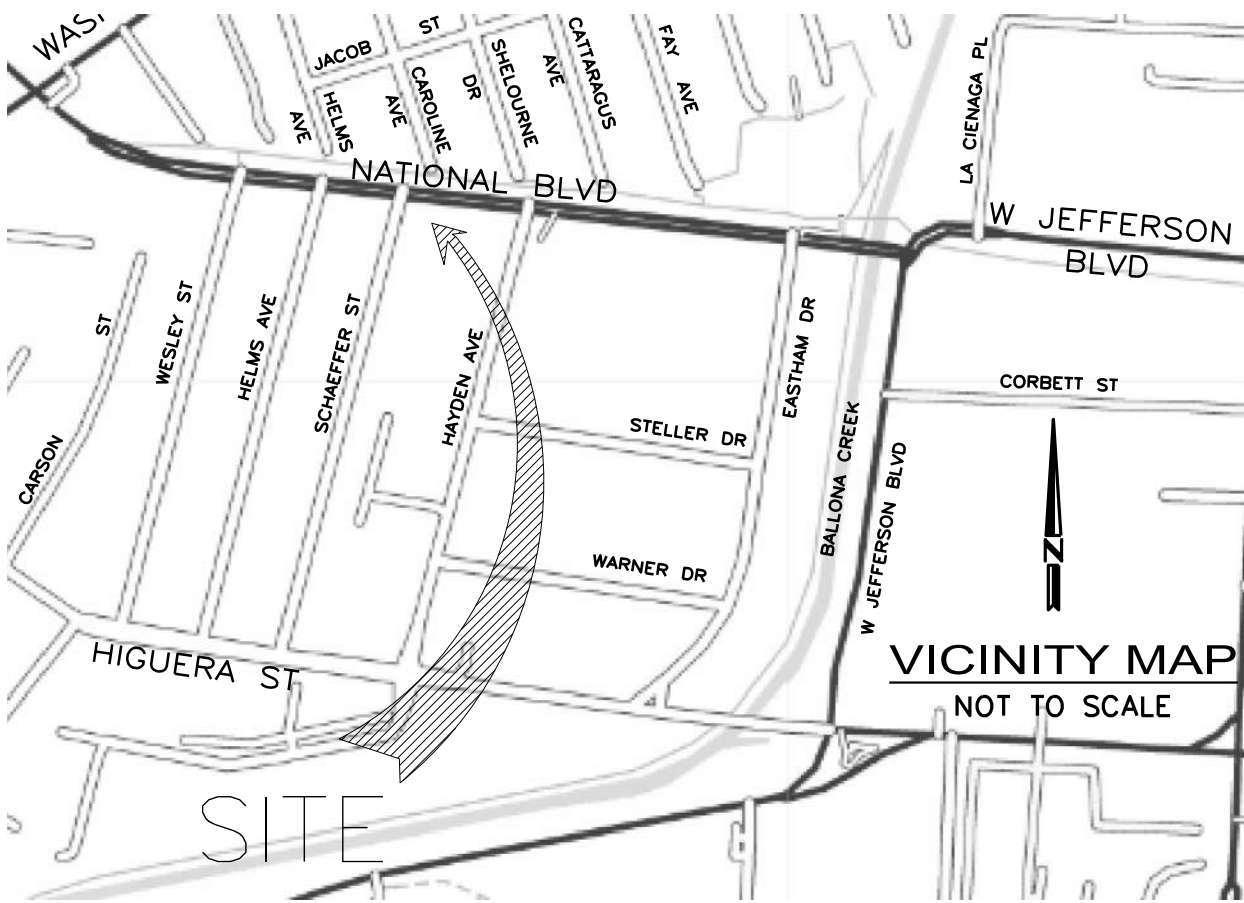 WAS
JACOB ST
HELMS AVE
CAROLINE AVE
SHELOURNE DR
CATTARAGUS AVE
FAY AVE
LA CIENAGA PL
NATIONAL BLVD
W JEFFERSON
BLVD
CARSON ST
WESLEY ST
HELMS AVE
SCHAEFFER ST
HAYDEN AVE
STELLER DR
EASTHAM DR
WARNER DR
BALLONA CREEK
W JEFFERSON BLVD
CORBETT ST
N
HIGUERA ST
VICINITY MAP
NOT TO SCALE
SITE